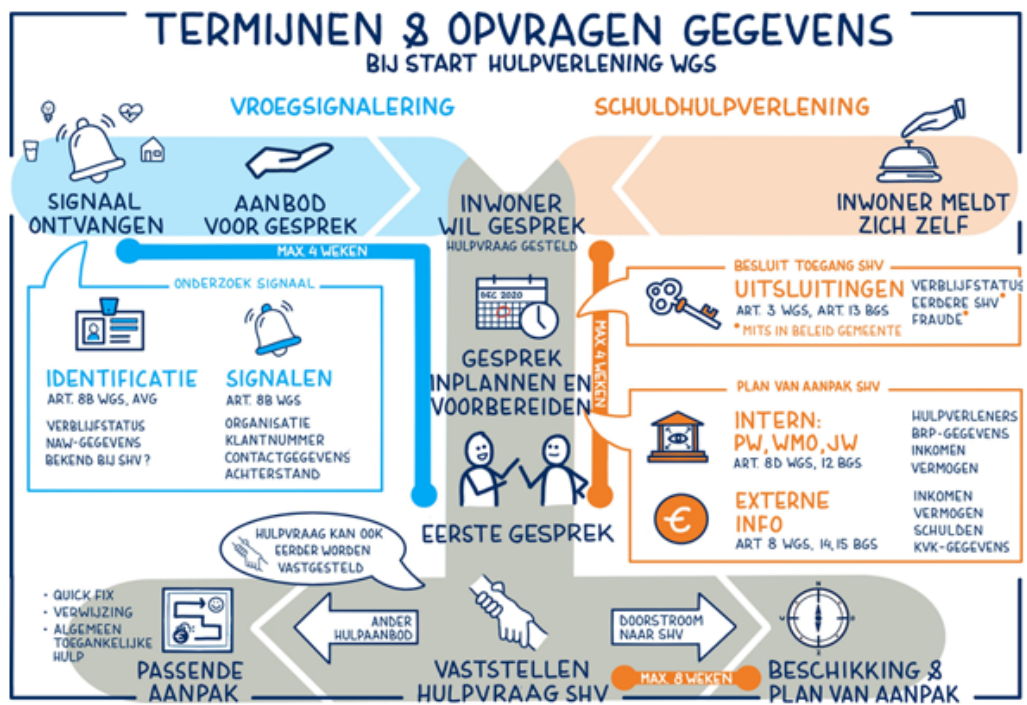 TERMIJNEN & OPVRAGEN GEGEVENS
BIJ START HULPVERLENING WGS
VROEGSIGNALERING
SCHULDHULPVERLENING
SIGNAAL
ONTVANGEN
AANBOD
VOOR GESPREK
INWONER
WIL GESPREK
HULPVRAAG GESTELD
INWONER MELDT
ZICH ZELF
MAX. 4 WEKEN
ONDERZOEK SIGNAAL
IDENTIFICATIE
ART. 8B WGS, AVG
VERBLIJFSTATUS
NAW-GEGEVENS
BEKEND BIJ SHV?
SIGNALEN
ART. 8B WGS
ORGANISATIE
KLANTNUMMER
CONTACTGEGEVENS
ACHTERSTAND
DEC 2020
GESPREK
INPLANNEN EN
VOORBEREIDEN
EERSTE GESPREK
MAX. 4 WEKEN
BESLUIT TOEGANG SHV
UITSLUITINGEN
ART. 3 WGS, ART. 13 BGS
*MITS IN BELEID GEMEENTE
VERBLIJFSTATUS
EERDERE SHV*
FRAUDE*
PLAN VAN AANPAK SHV
INTERN:
PW, WMO, JW
ART. 8D WGS, 12 BGS
HULPVERLENERS
BRP-GEGEVENS
INKOMEN
VERMOGEN
€
EXTERNE
INFO
ART 8 WGS, 14, 15 BGS
INKOMEN
VERMOGEN
SCHULDEN
KVK-GEGEVENS
HULPVRAAG KAN OOK
EERDER WORDEN
VASTGESTELD
• QUICK FIX
• VERWIJZING
• ALGEMEEN
TOEGANKELIJKE
HULP
PASSENDE
AANPAK
ANDER
HULPAANBOD
VASTSTELLEN
HULPVRAAG SHV
DOORSTROOM
NAAR SHV
MAX. 8 WEKEN
BESCHIKKING &
PLAN VAN AANPAK